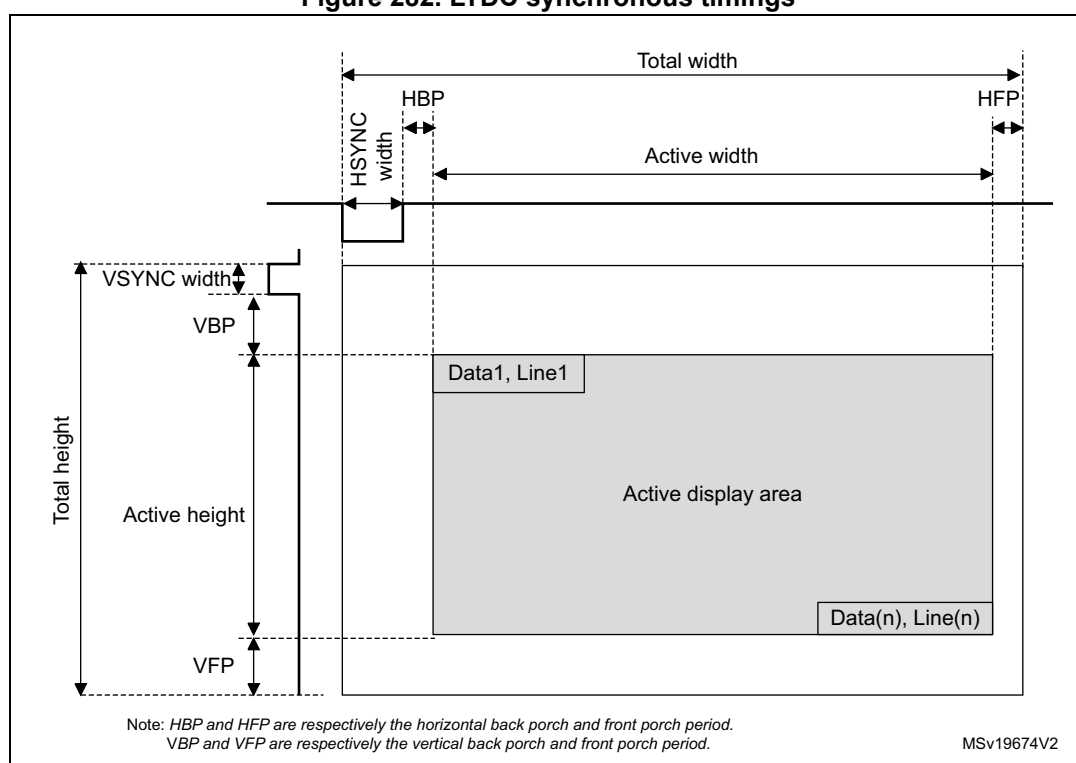 Figure 282. LTDC synchronous timings
Total width
HBP
HFP
HSYNC
width
Active width
VSYNC width
VBP
Data1, Line1
Total height
Active display area
Active height
Data(n), Line(n)
VFP
Note: HBP and HFP are respectively the horizontal back porch and front porch period.
VBP and VFP are respectively the vertical back porch and front porch period.
MSv19674V2